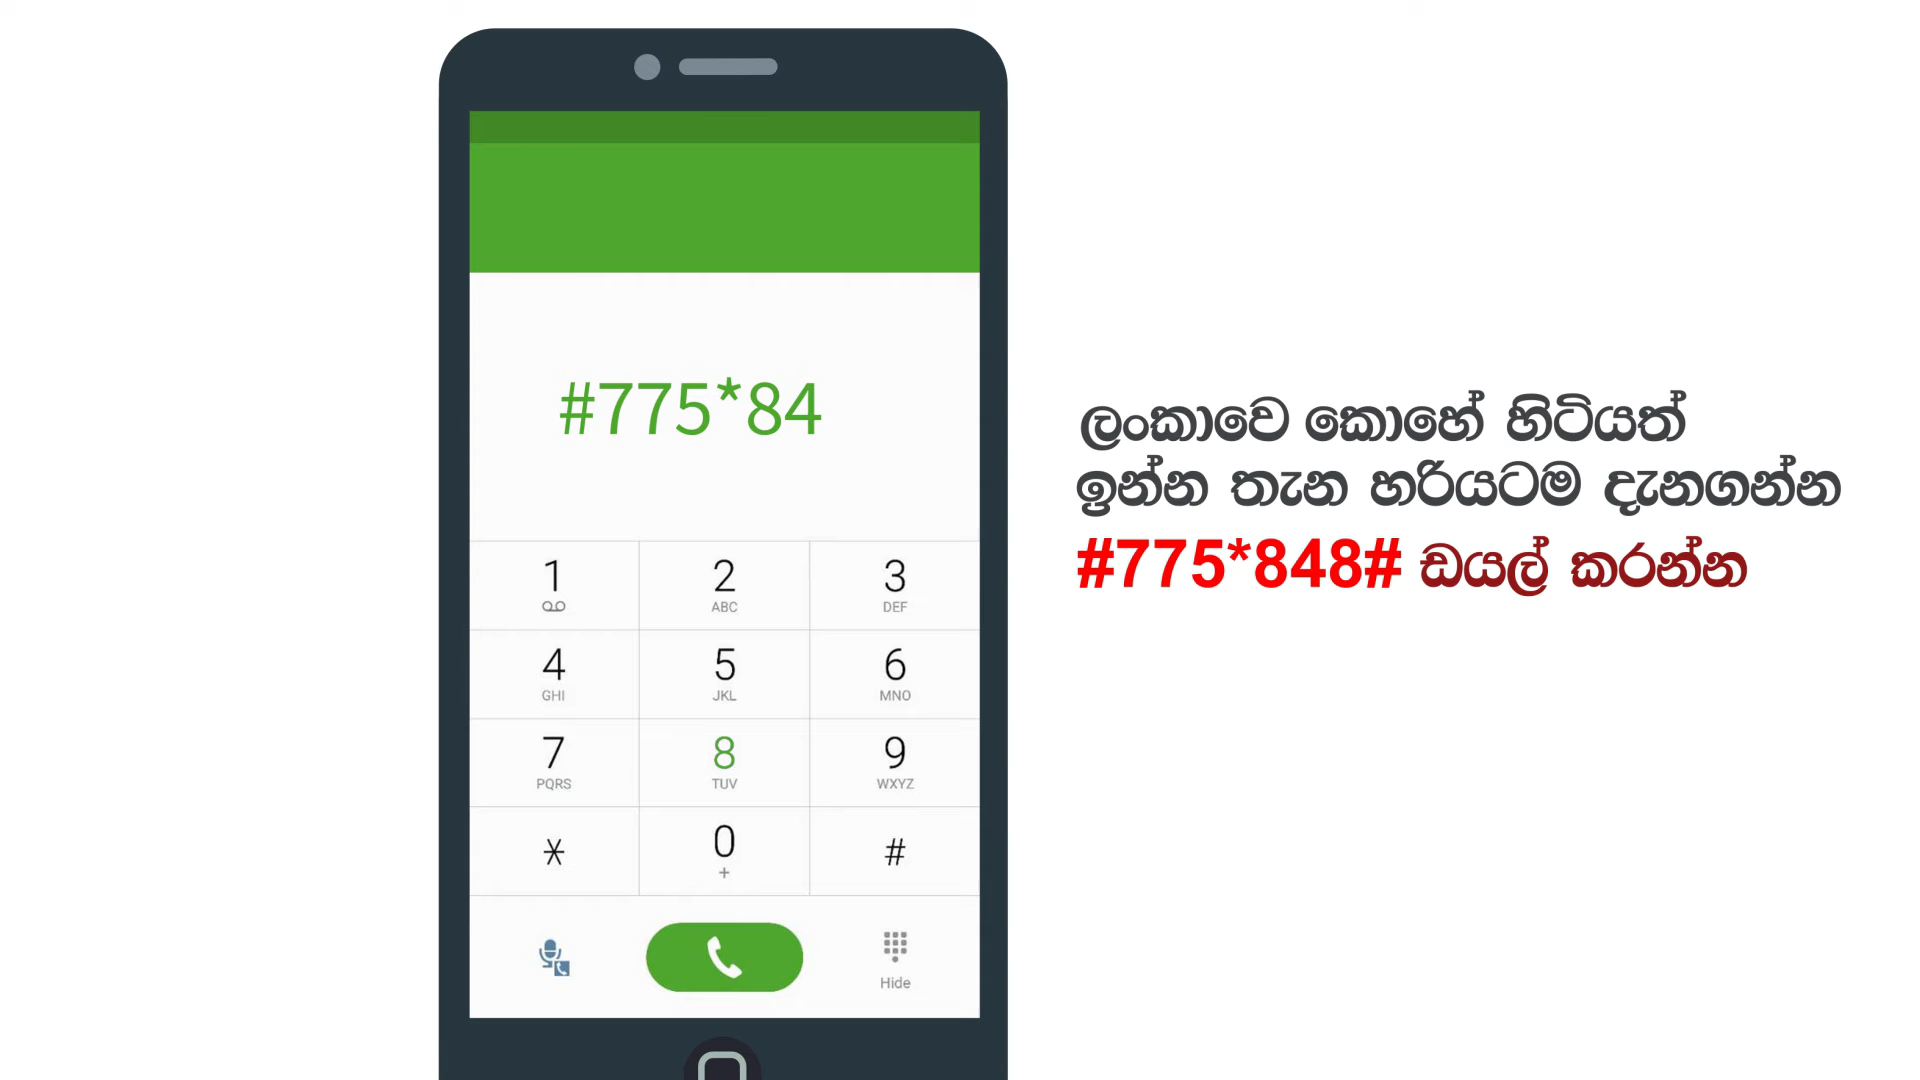 #775*84
ලංකාවෙ කොහේ හිටියත්
ඉන්න තැන හරියටම දැනගන්න
#775*848# ඩයල් කරන්න
1 2 3
ABC DEF
4 5 6
GHI JKL MNO
7 8 9
PQRS TUV WXYZ
* 0 #
+
Hide